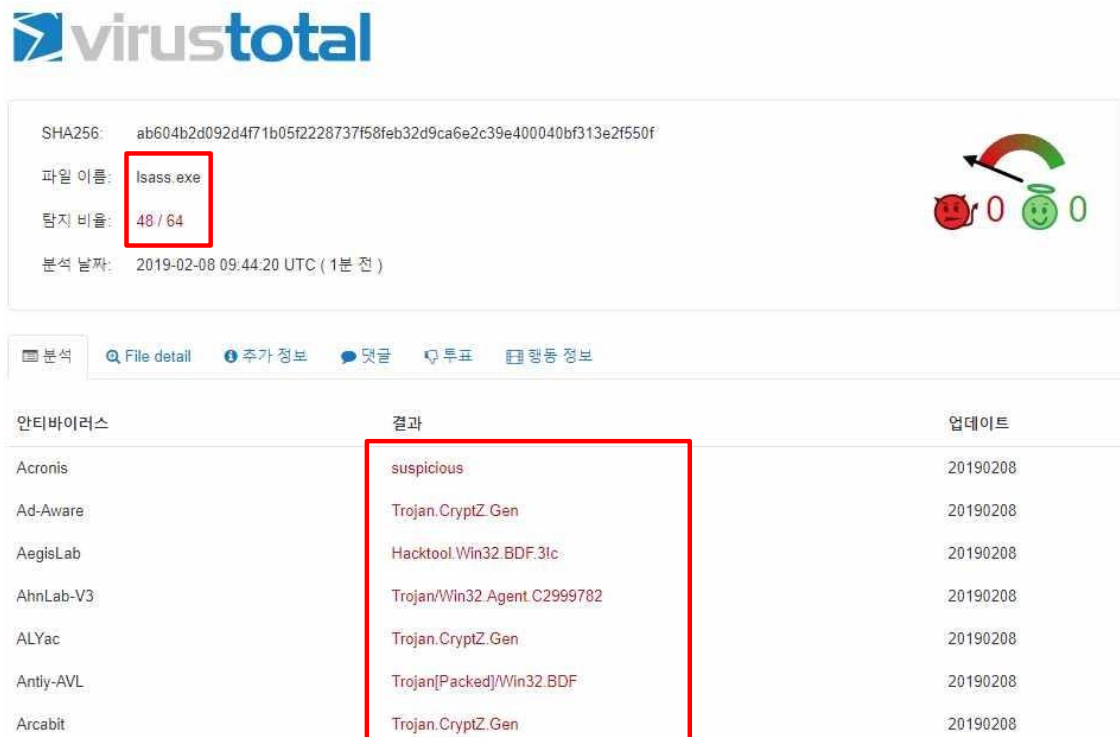 virustotal
SHA256: ab604b2d092d4f71b05f2228737f58feb32d9ca6e2c39e400040bf313e2f550f
파일 이름: lsass.exe
탐지 비율: 48 / 64
0 0
분석 날짜: 2019-02-08 09:44:20 UTC ( 1분 전 )
분석 File detail 추가 정보 댓글 투표 행동 정보
안티바이러스 결과 업데이트
Acronis suspicious 20190208
Ad-Aware Trojan.CryptZ.Gen 20190208
AegisLab Hacktool.Win32.BDF.3!c 20190208
AhnLab-V3 Trojan/Win32.Agent.C2999782 20190208
ALYac Trojan.CryptZ.Gen 20190208
Antiy-AVL Trojan[Packed]/Win32.BDF 20190208
Arcabit Trojan.CryptZ.Gen 20190208